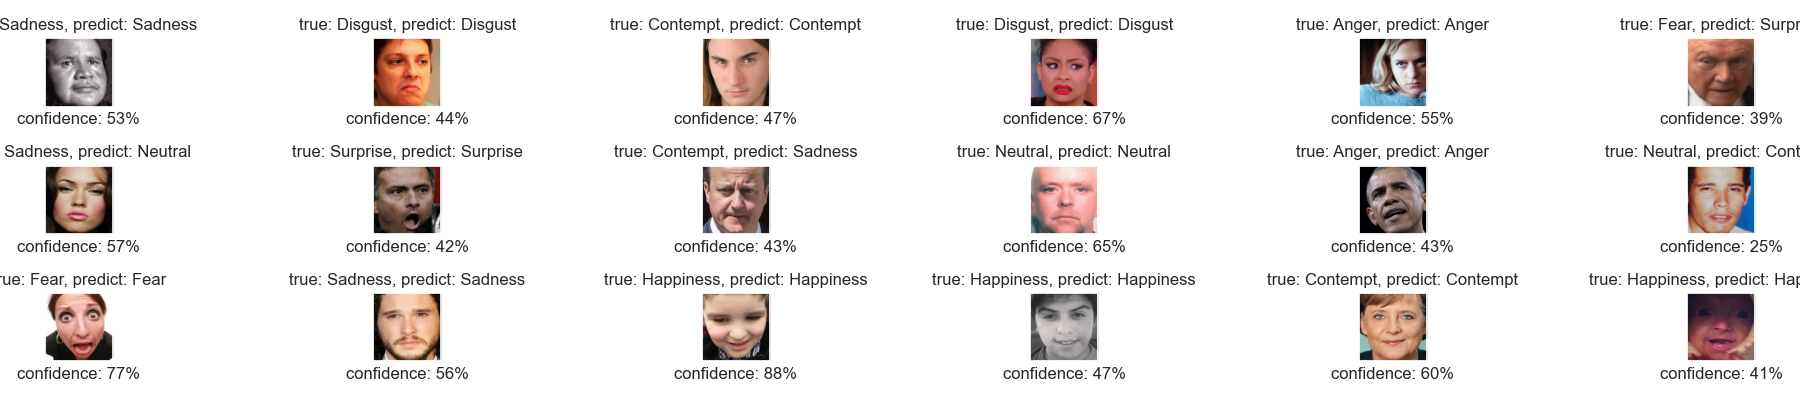 Sadness, predict: Sadness
true: Disgust, predict: Disgust
true: Contempt, predict: Contempt
true: Disgust, predict: Disgust
true: Anger, predict: Anger
true: Fear, predict: Surpr
confidence: 53%
confidence: 44%
confidence: 47%
confidence: 67%
confidence: 55%
confidence: 39%
Sadness, predict: Neutral
true: Surprise, predict: Surprise
true: Contempt, predict: Sadness
true: Neutral, predict: Neutral
true: Anger, predict: Anger
true: Neutral, predict: Cont
confidence: 57%
confidence: 42%
confidence: 43%
confidence: 65%
confidence: 43%
confidence: 25%
rue: Fear, predict: Fear
true: Sadness, predict: Sadness
true: Happiness, predict: Happiness
true: Happiness, predict: Happiness
true: Contempt, predict: Contempt
true: Happiness, predict: Hap
confidence: 77%
confidence: 56%
confidence: 88%
confidence: 47%
confidence: 60%
confidence: 41%